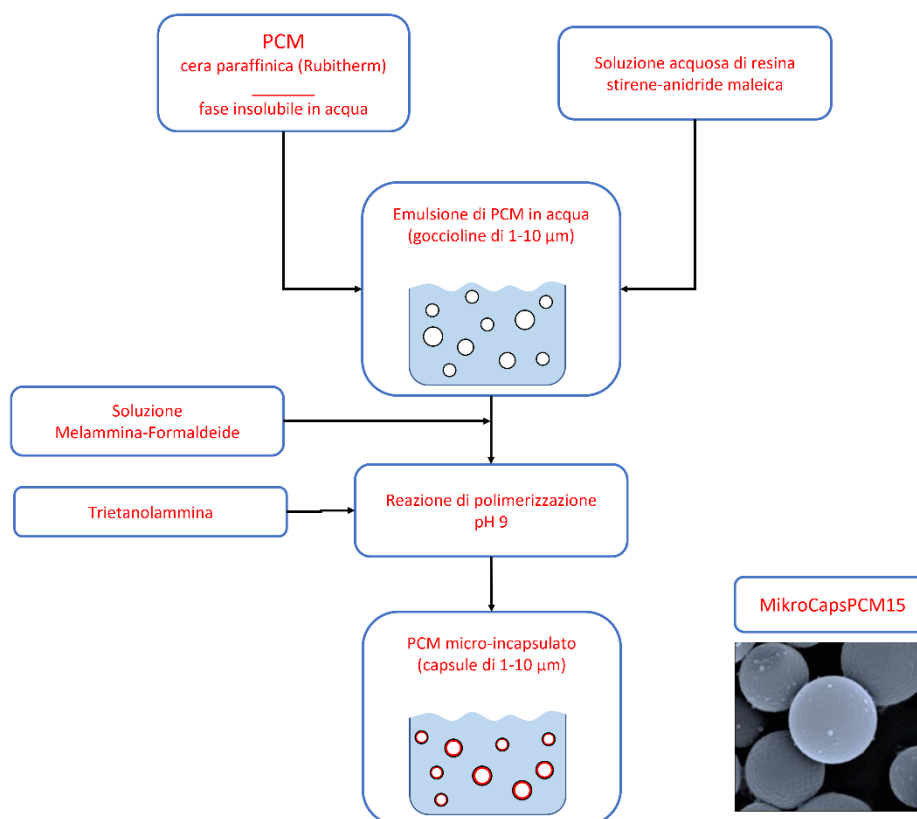 PCM
cera paraffinica (Rubitherm)
fase insolubile in acqua
Soluzione acquosa di resina
stirene-anidride maleica
Emulsione di PCM in acqua
(goccioline di 1-10 µm)
Soluzione
Melammina-Formaldeide
Trietanolammina
Reazione di polimerizzazione
pH 9
PCM micro-incapsulato
(capsule di 1-10 µm)
MikroCapsPCM15